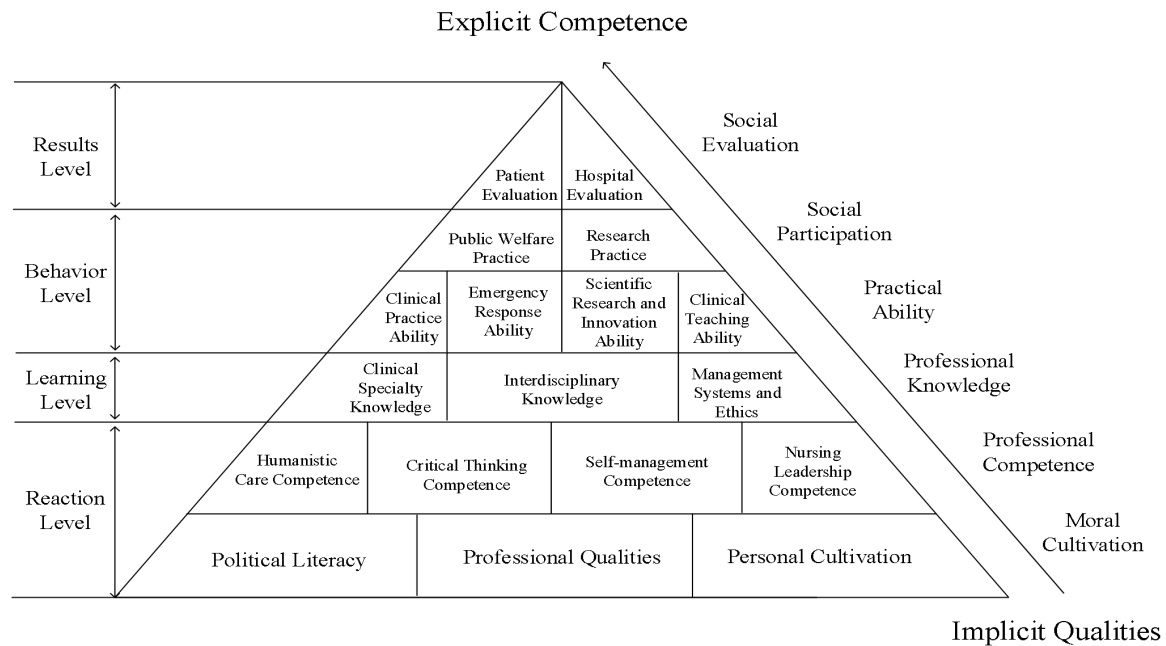 Explicit Competence
Results
Level
Patient
Evaluation
Hospital
Evaluation
Social
Evaluation
Behavior
Level
Public Welfare
Practice
Research
Practice
Social
Participation
Clinical
Practice
Ability
Emergency
Response
Ability
Scientific
Research and
Innovation
Ability
Clinical
Teaching
Ability
Practical
Ability
Learning
Level
Clinical
Specialty
Knowledge
Interdisciplinary
Knowledge
Management
Systems and
Ethics
Professional
Knowledge
Reaction
Level
Humanistic
Care Competence
Critical Thinking
Competence
Self-management
Competence
Nursing
Leadership
Competence
Professional
Competence
Political Literacy
Professional Qualities
Personal Cultivation
Moral
Cultivation
Implicit Qualities